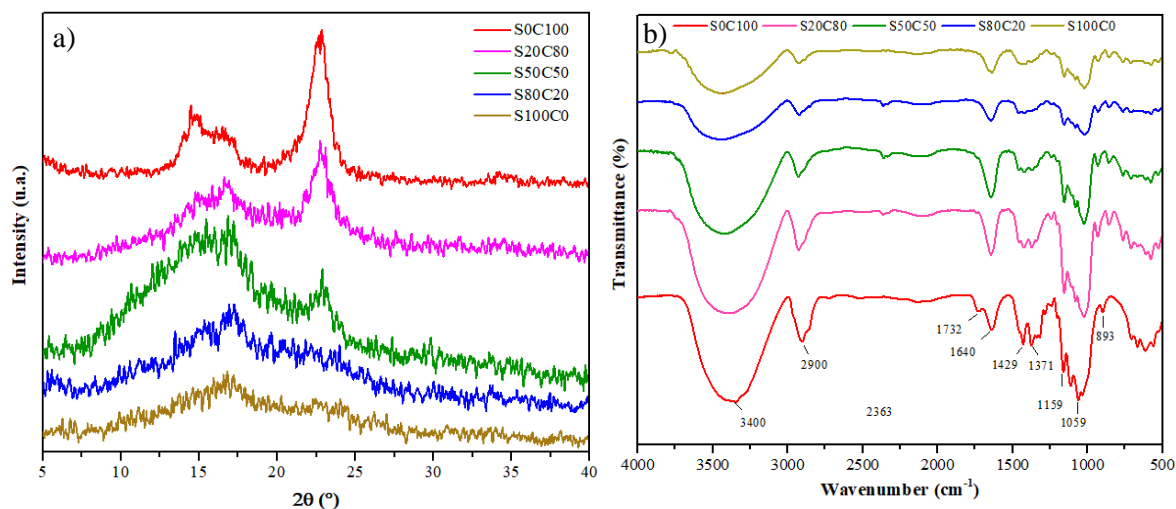 a)
S0C100
S20C80
S50C50
S80C20
S100C0
Intensity (u.a.)
5 10 15 20 25 30 35 40
2θ (°)
b)
S0C100 S20C80 S50C50 S80C20 S100C0
Transmittance (%)
1732
1640
2900
3400
2363
1429
1371
1159
1059
893
4000 3500 3000 2500 2000 1500 1000 500
Wavenumber (cm⁻¹)